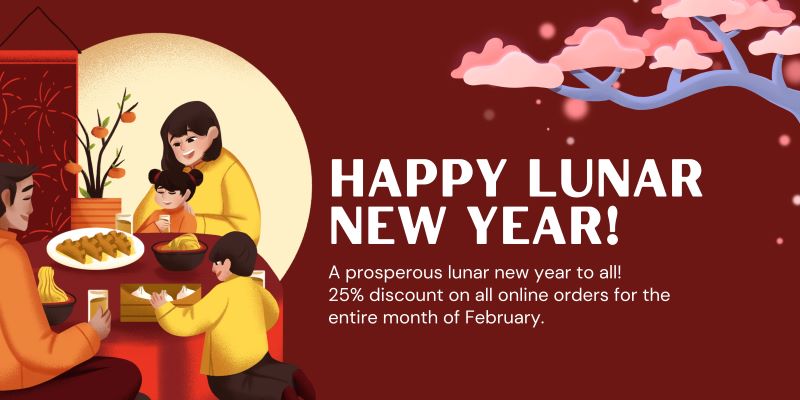 HAPPY LUNAR
NEW YEAR!
A prosperous lunar new year to all!
25% discount on all online orders for the
entire month of February.